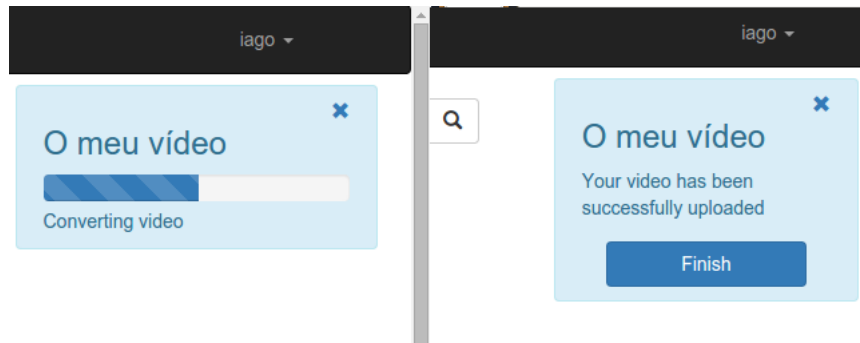 iago
O meu vídeo
Converting video
iago
O meu vídeo
Your video has been
successfully uploaded
Finish